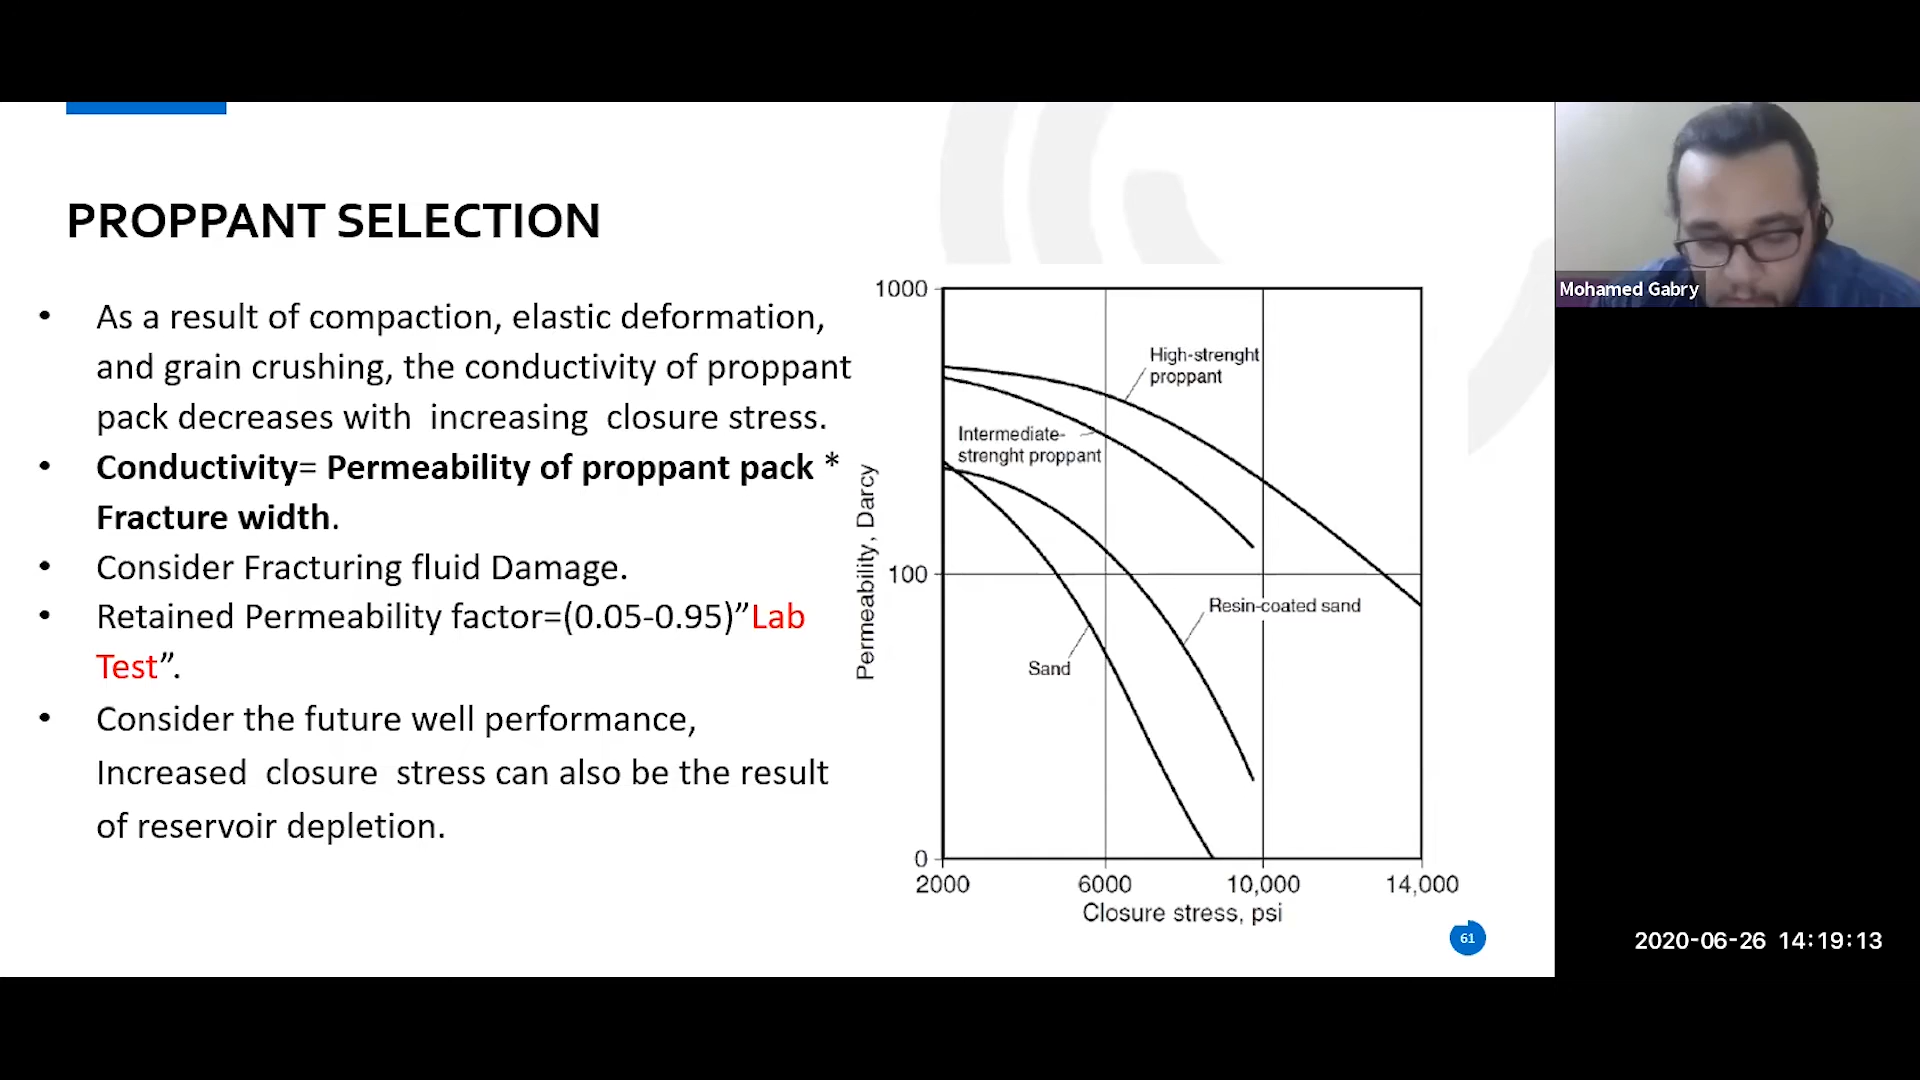 PROPPANT SELECTION
• As a result of compaction, elastic deformation,
and grain crushing, the conductivity of proppant
pack decreases with increasing closure stress.
• Conductivity= Permeability of proppant pack *
Fracture width.
• Consider Fracturing fluid Damage.
• Retained Permeability factor=(0.05-0.95)”Lab
Test”.
• Consider the future well performance,
Increased closure stress can also be the result
of reservoir depletion.
Permeability, Darcy
1000
100
0
High-strenght
proppant
Intermediate-
strenght proppant
Resin-coated sand
Sand
2000 6000 10,000 14,000
Closure stress, psi
61
Mohamed Gabry
2020-06-26 14:19:13